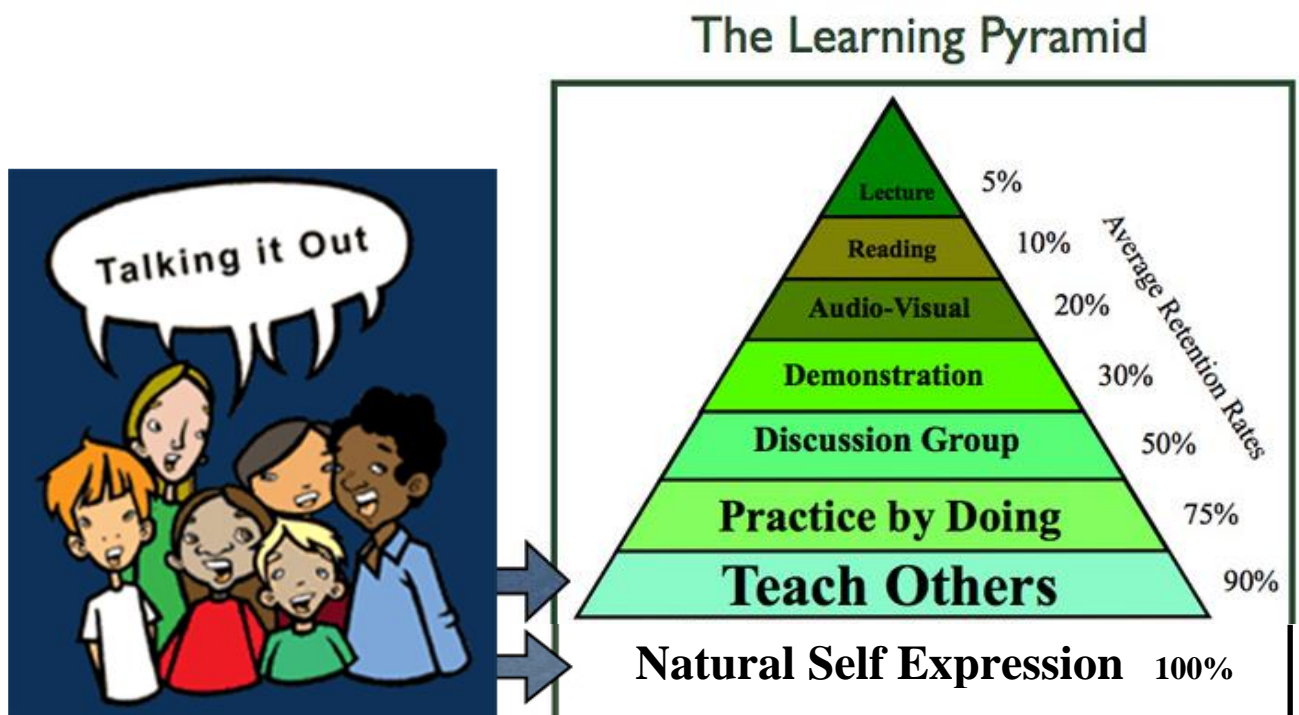 The Learning Pyramid
Talking it Out
Lecture 5%
Reading 10%
Audio-Visual 20%
Demonstration 30%
Discussion Group 50%
Practice by Doing 75%
Teach Others 90%
Average Retention Rates
Natural Self Expression 100%